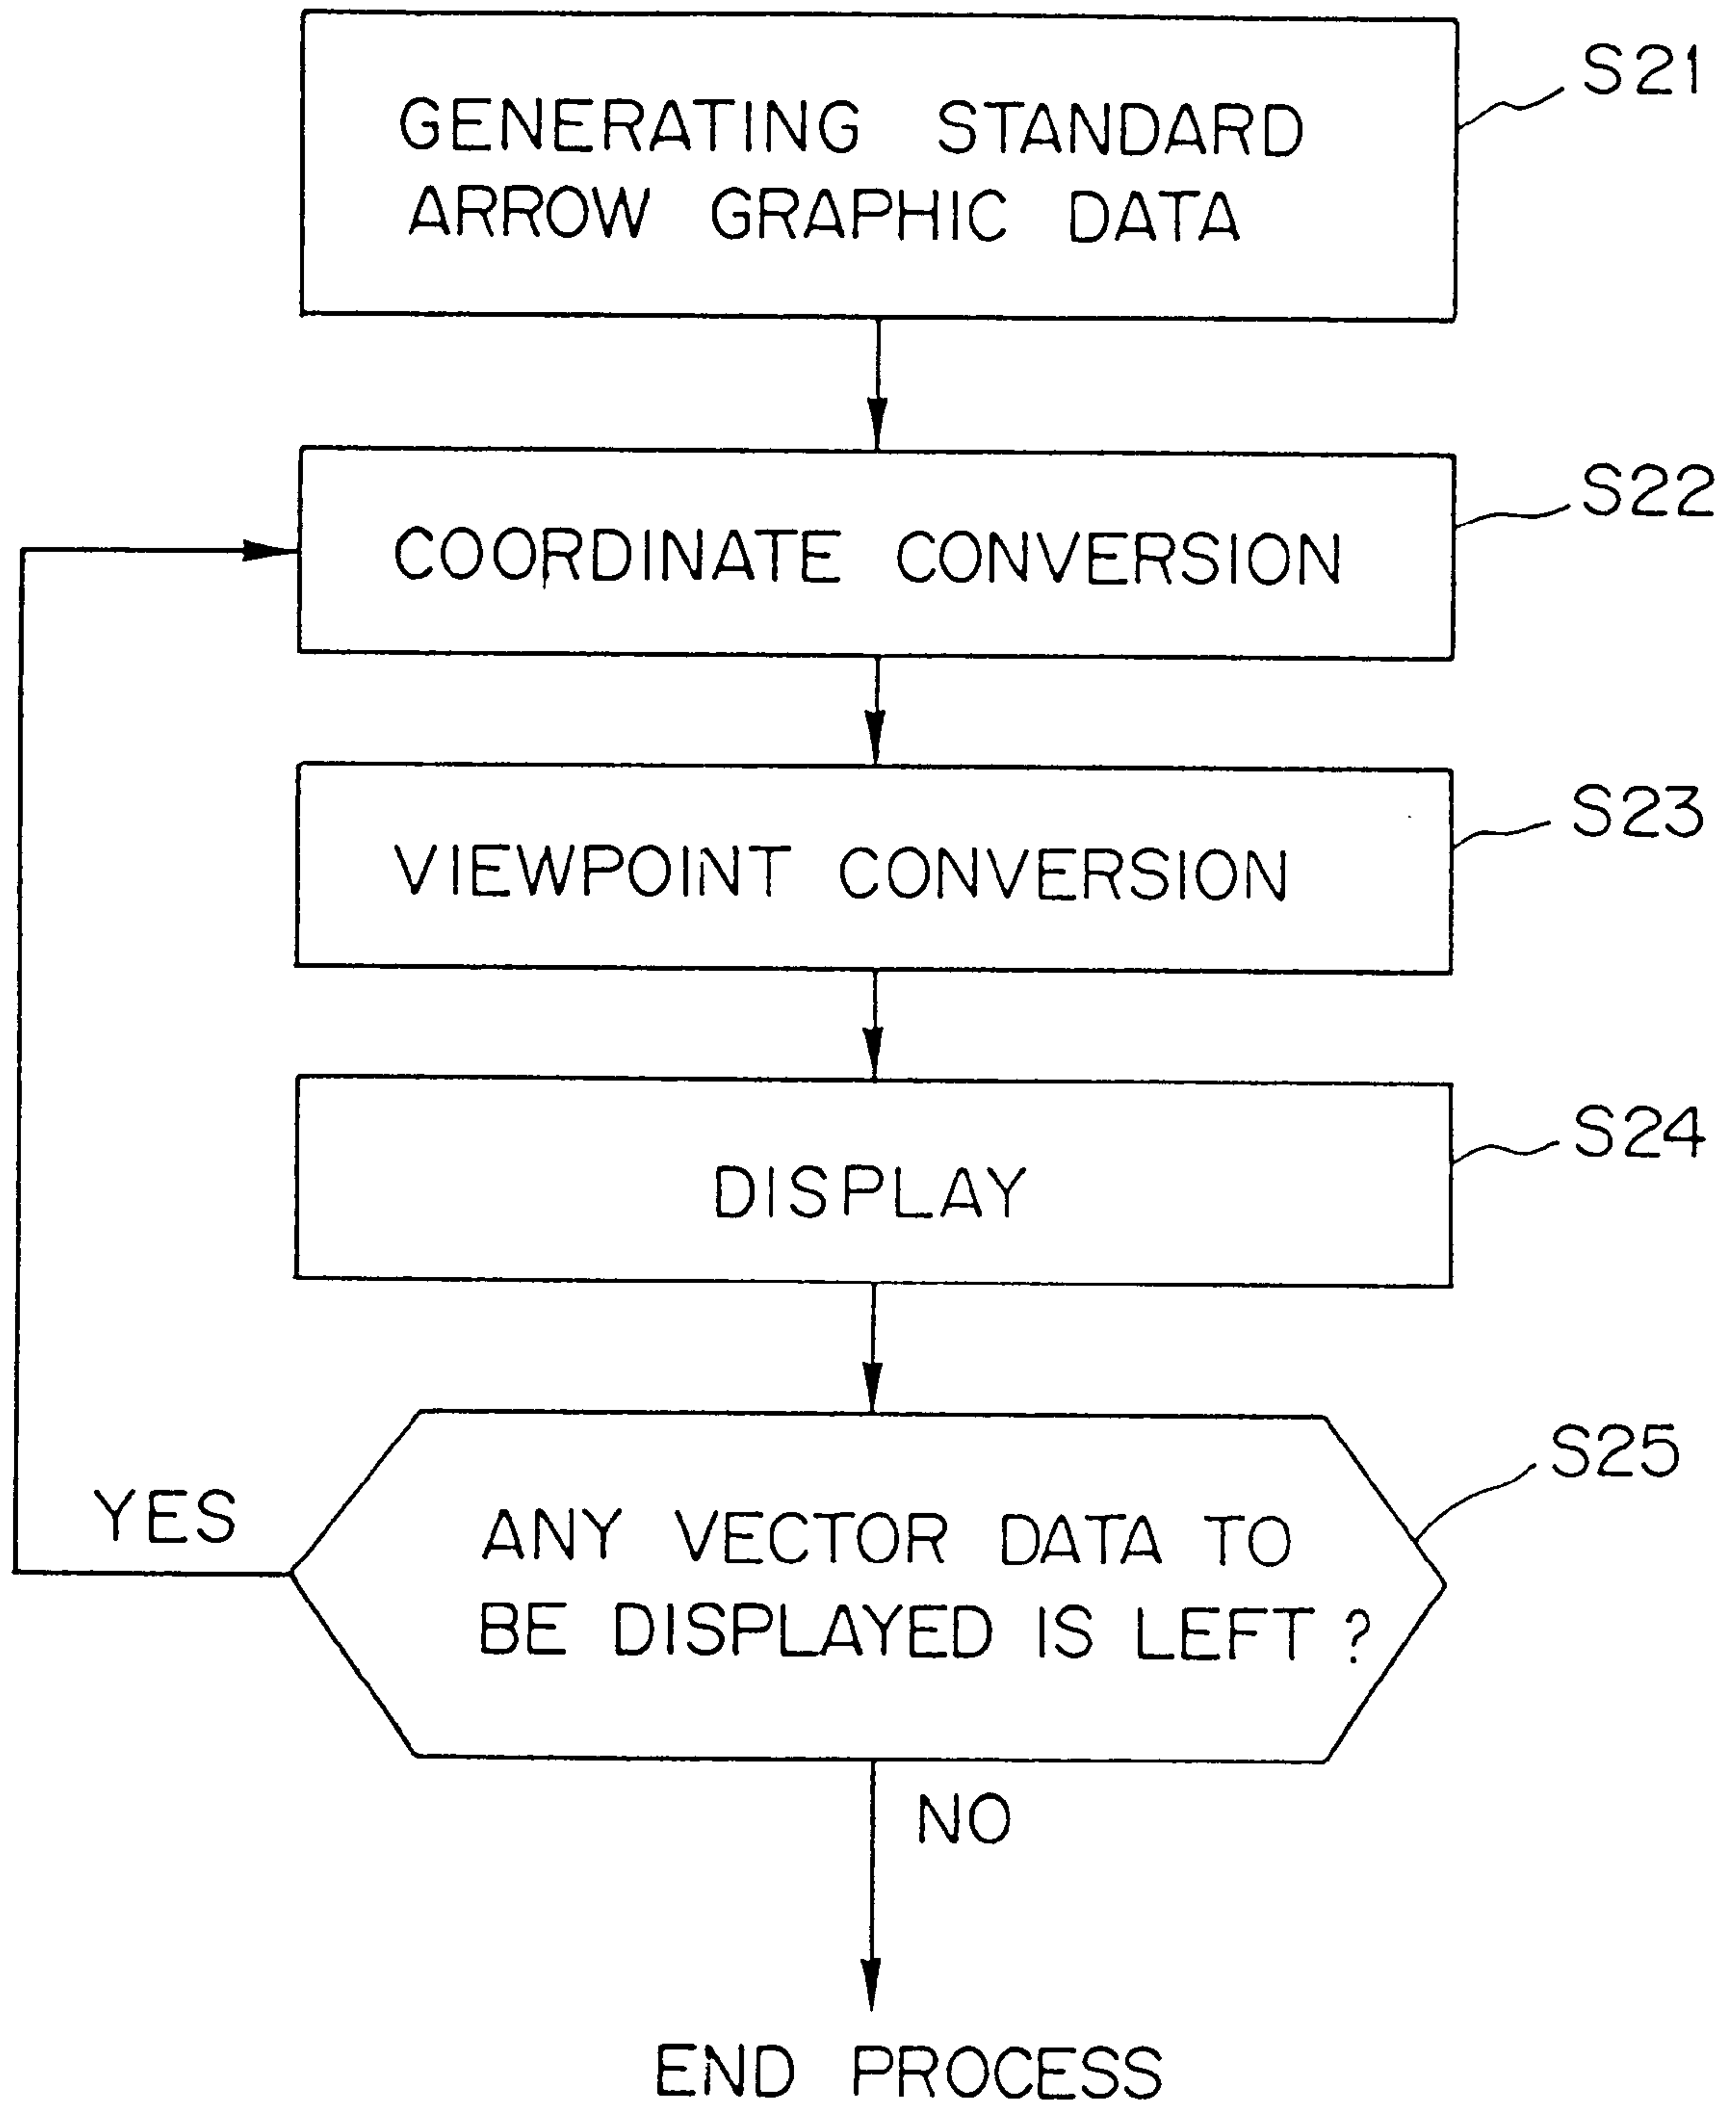 GENERATING STANDARD
ARROW GRAPHIC DATA
S21
COORDINATE CONVERSION
S22
VIEWPOINT CONVERSION
S23
DISPLAY
S24
ANY VECTOR DATA TO
BE DISPLAYED IS LEFT ?
S25
YES
NO
END PROCESS